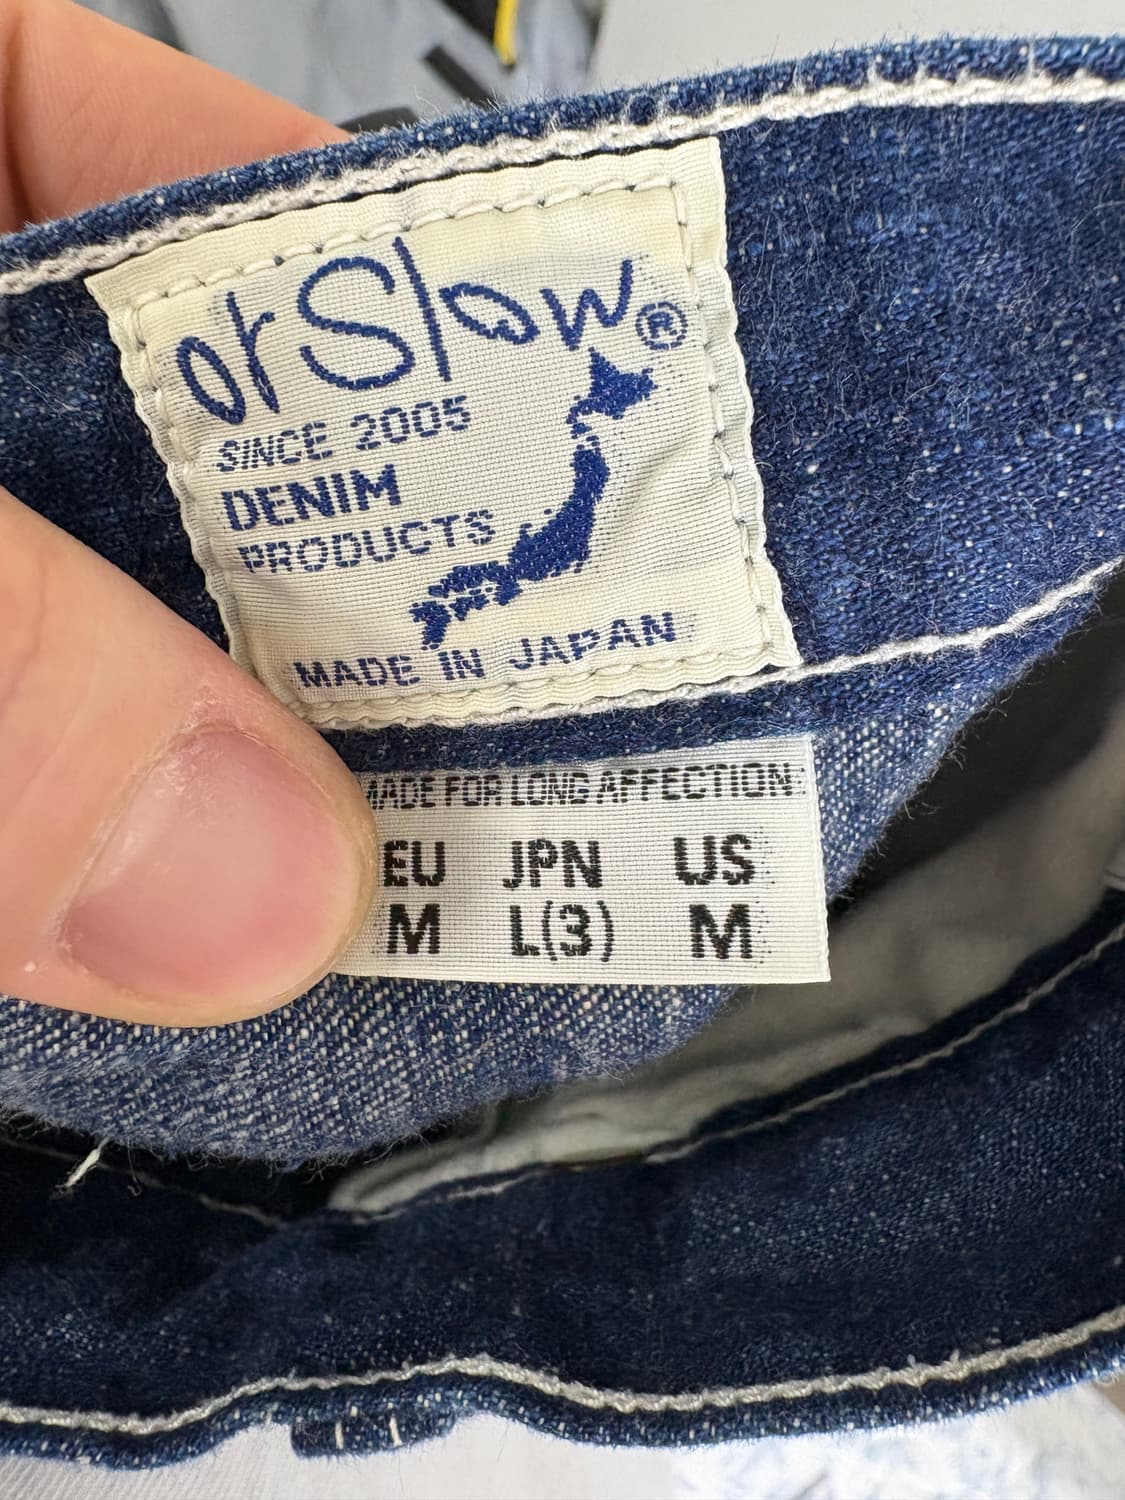 orSlow®
SINCE 2005
DENIM
PRODUCTS
MADE IN JAPAN
MADE FOR LONG AFFECTION
EU JPN US
M L(3) M